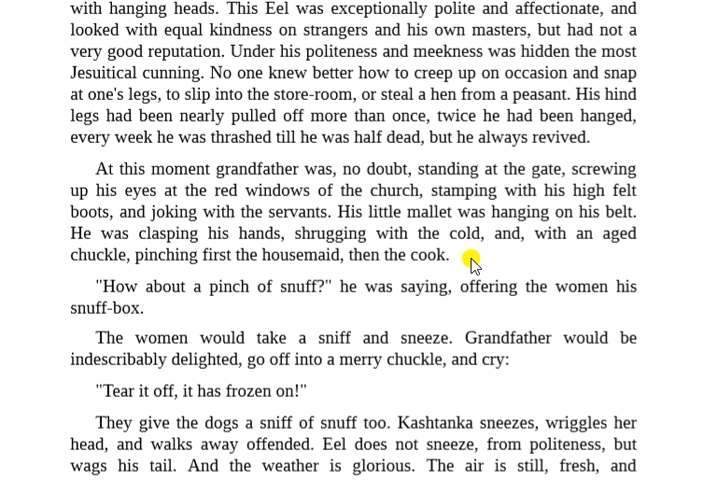 with hanging heads. This Eel was exceptionally polite and affectionate, and
looked with equal kindness on strangers and his own masters, but had not a
very good reputation. Under his politeness and meekness was hidden the most
Jesuitical cunning. No one knew better how to creep up on occasion and snap
at one's legs, to slip into the store-room, or steal a hen from a peasant. His hind
legs had been nearly pulled off more than once, twice he had been hanged,
every week he was thrashed till he was half dead, but he always revived.
At this moment grandfather was, no doubt, standing at the gate, screwing
up his eyes at the red windows of the church, stamping with his high felt
boots, and joking with the servants. His little mallet was hanging on his belt.
He was clasping his hands, shrugging with the cold, and, with an aged
chuckle, pinching first the housemaid, then the cook.
"How about a pinch of snuff?" he was saying, offering the women his
snuff-box.
The women would take a sniff and sneeze. Grandfather would be
indescribably delighted, go off into a merry chuckle, and cry:
"Tear it off, it has frozen on!"
They give the dogs a sniff of snuff too. Kashtanka sneezes, wriggles her
head, and walks away offended. Eel does not sneeze, from politeness, but
wags his tail. And the weather is glorious. The air is still, fresh, and